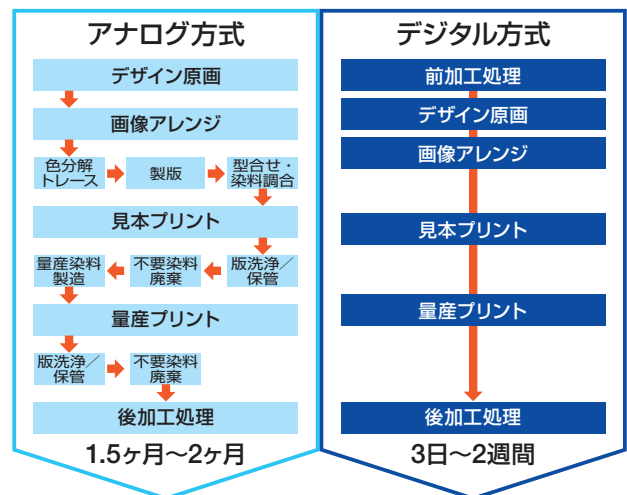 アナログ方式
デザイン原画
画像アレンジ
色分解
トレース
製版
型合せ・
染料調合
見本プリント
量産染料
製造
不要染料
廃棄
版洗浄／
保管
量産プリント
版洗浄／
保管
不要染料
廃棄
後加工処理
1.5ヶ月〜2ヶ月
デジタル方式
前加工処理
デザイン原画
画像アレンジ
見本プリント
量産プリント
後加工処理
3日〜2週間